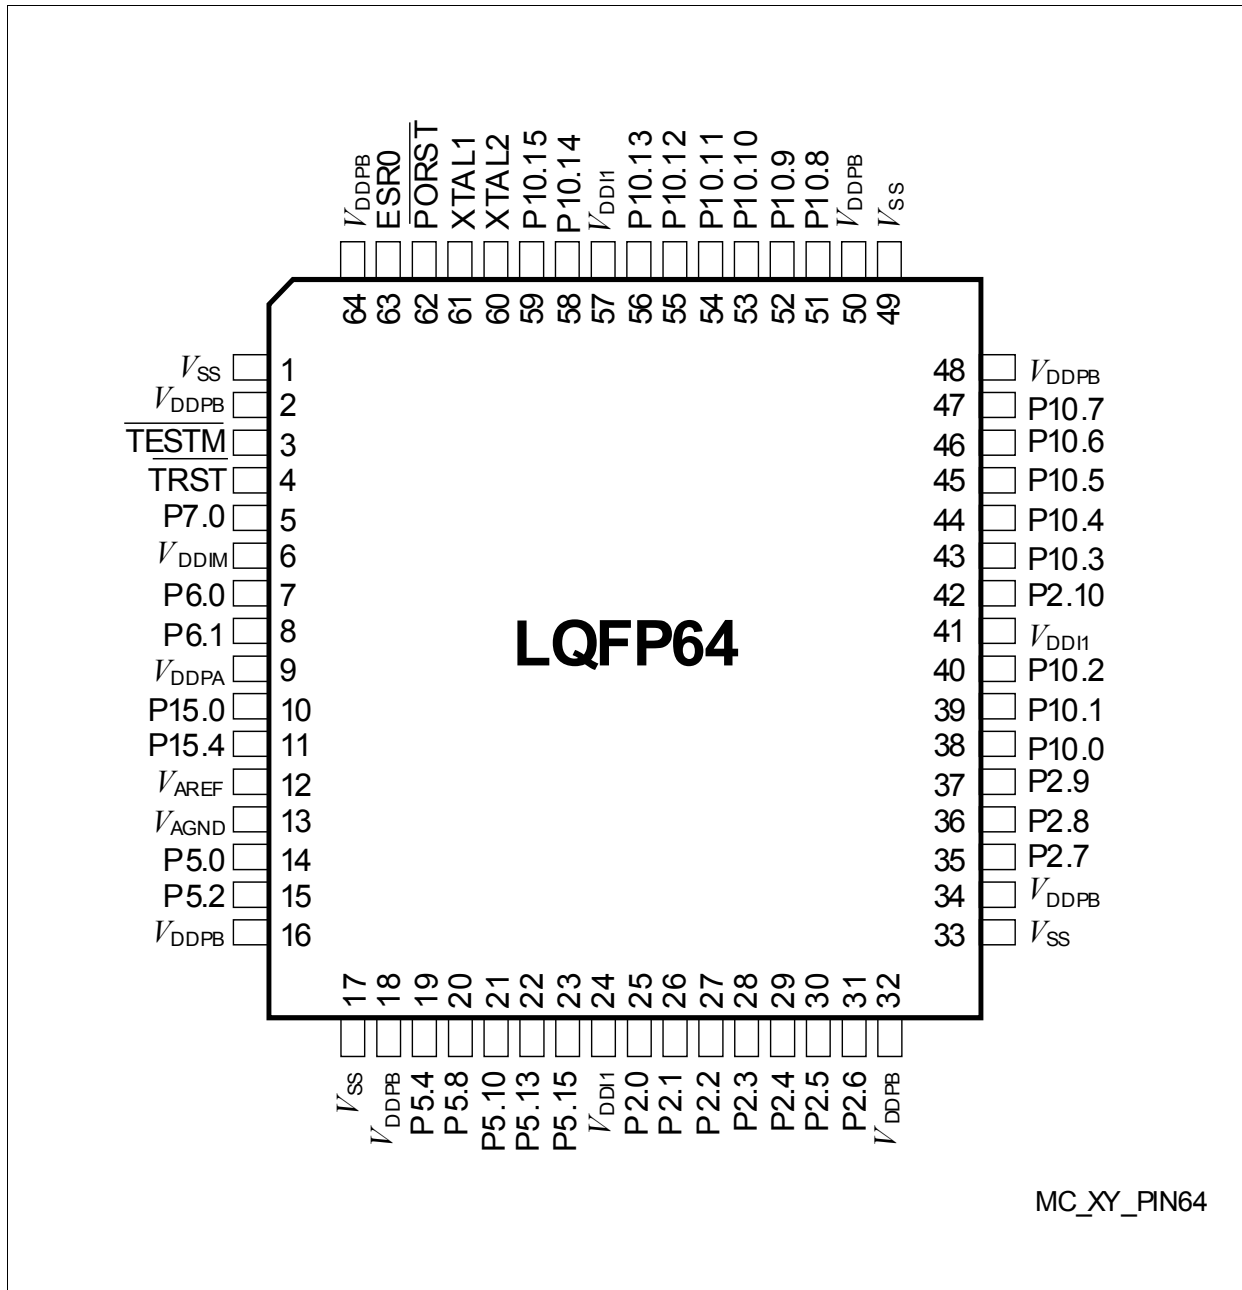 VDDPB
ESR0
PORST
XTAL1
XTAL2
P10.15
P10.14
VDDI1
P10.13
P10.12
P10.11
P10.10
P10.9
P10.8
VDDPB
VSS
64
63
62
61
60
59
58
57
56
55
54
53
52
51
50
49
VSS 1
VDDPB 2
TESTM 3
TRST 4
P7.0 5
VDDIM 6
P6.0 7
P6.1 8
VDDPA 9
P15.0 10
P15.4 11
VAREF 12
VAGND 13
P5.0 14
P5.2 15
VDDPB 16
LQFP64
48 VDDPB
47 P10.7
46 P10.6
45 P10.5
44 P10.4
43 P10.3
42 P2.10
41 VDDI1
40 P10.2
39 P10.1
38 P10.0
37 P2.9
36 P2.8
35 P2.7
34 VDDPB
33 VSS
17
18
19
20
21
22
23
24
25
26
27
28
29
30
31
32
VSS
VDDPB
P5.4
P5.8
P5.10
P5.13
P5.15
VDDI1
P2.0
P2.1
P2.2
P2.3
P2.4
P2.5
P2.6
VDDPB
MC_XY_PIN64